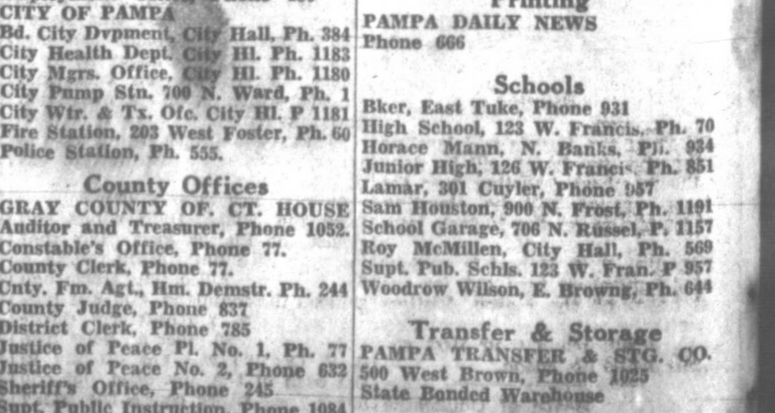 CITY OF PAMPA
Bd. City Dvpment, City Hall, Ph. 384
City Health Dept. City Hl. Ph. 1183
City Mgrs. Office, City Hl. Ph. 1180
City Pump Stn. 700 N. Ward, Ph. 1
City Wtr. & Tx. Ofc. City Hl. P 1181
Fire Station, 203 West Foster, Ph. 60
Police Station, Ph. 555.
County Offices
GRAY COUNTY OF. CT. HOUSE
Auditor and Treasurer, Phone 1052.
Constable's Office, Phone 77.
County Clerk, Phone 77.
Cnty. Fm. Agt., Hm. Demstr. Ph. 244
County Judge, Phone 837
District Clerk, Phone 785
Justice of Peace Pl. No. 1, Ph. 77
Justice of Peace No. 2, Phone 632
Sheriff's Office, Phone 245
Supt. Public Instruction, Phone 1084
Printing
PAMPA DAILY NEWS
Phone 666
Schools
Bker, East Tuke, Phone 931
High School, 123 W. Francis, Ph. 70
Horace Mann, N. Banks, Ph. 934
Junior High, 126 W. Francis, Ph. 851
Lamar, 301 Cuyler, Phone 957
Sam Houston, 900 N. Frost, Ph. 1191
School Garage, 706 N. Russel, P. 1157
Roy McMillen, City Hall, Ph. 569
Supt. Pub. Schls. 123 W. Fran. P 957
Woodrow Wilson, E. Browng, Ph. 644
Transfer & Storage
PAMPA TRANSFER & STG. CO.
500 West Brown, Phone 1025
State Bonded Warehouse